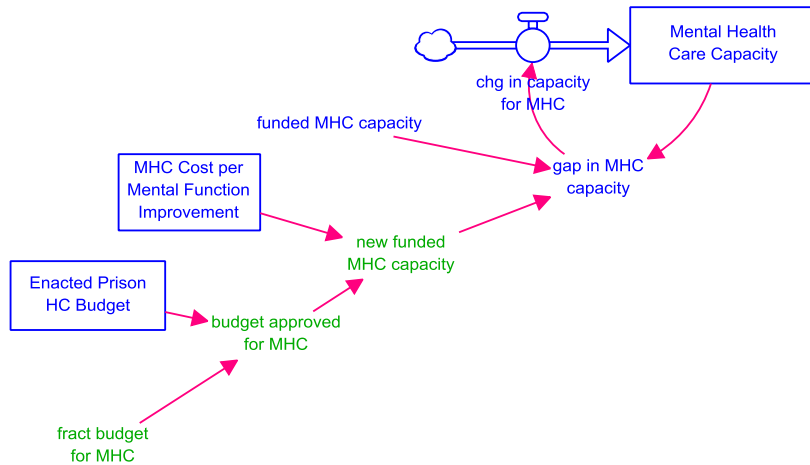 Mental Health
Care Capacity
chg in capacity
for MHC
funded MHC capacity
gap in MHC
capacity
MHC Cost per
Mental Function
Improvement
new funded
MHC capacity
Enacted Prison
HC Budget
budget approved
for MHC
fract budget
for MHC